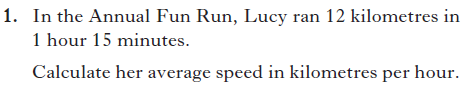 1. In the Annual Fun Run, Lucy ran 12 kilometres in
1 hour 15 minutes.
Calculate her average speed in kilometres per hour.